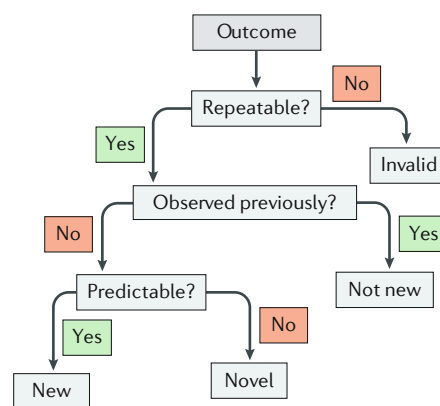 Outcome
No
Repeatable?
Yes
Invalid
Observed previously?
No
Yes
Predictable?
Not new
Yes
No
New
Novel